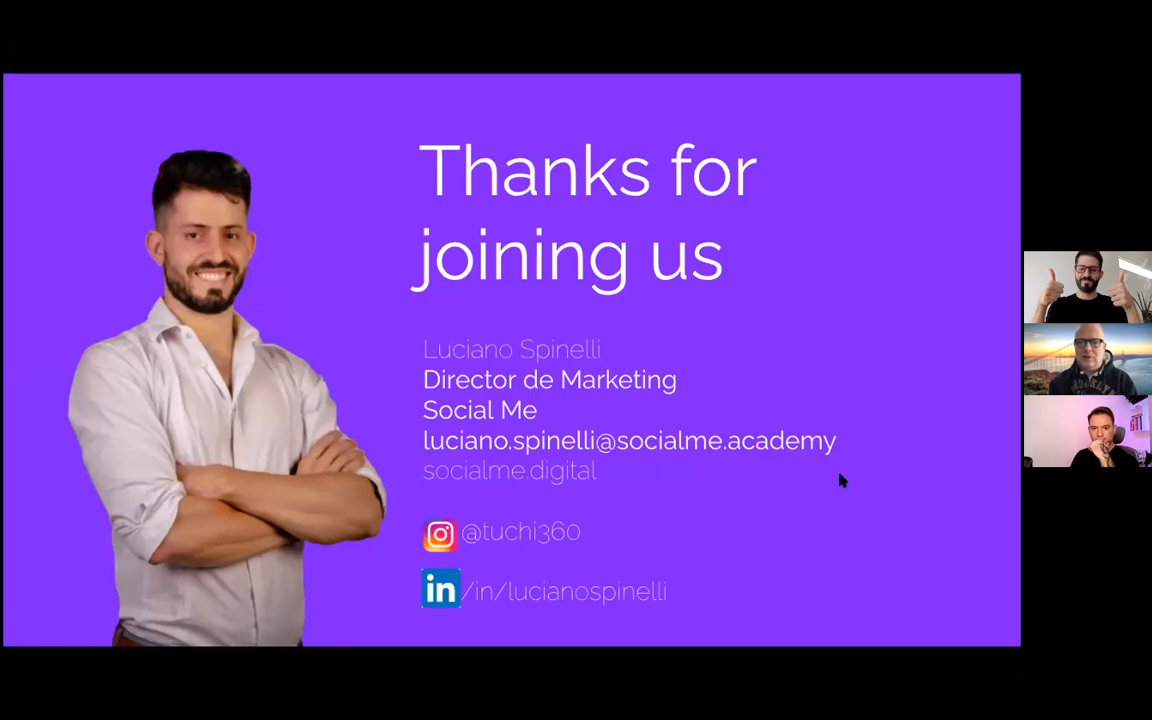 Thanks for
joining us
Luciano Spinelli
Director de Marketing
Social Me
luciano.spinelli@socialme.academy
socialme.digital
@tuchi360
in /in/lucianospinelli